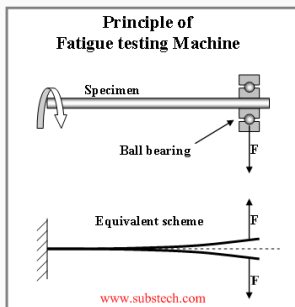 Principle of
Fatigue testing Machine
Specimen
Ball bearing
F
Equivalent scheme
F
F
www.substech.com